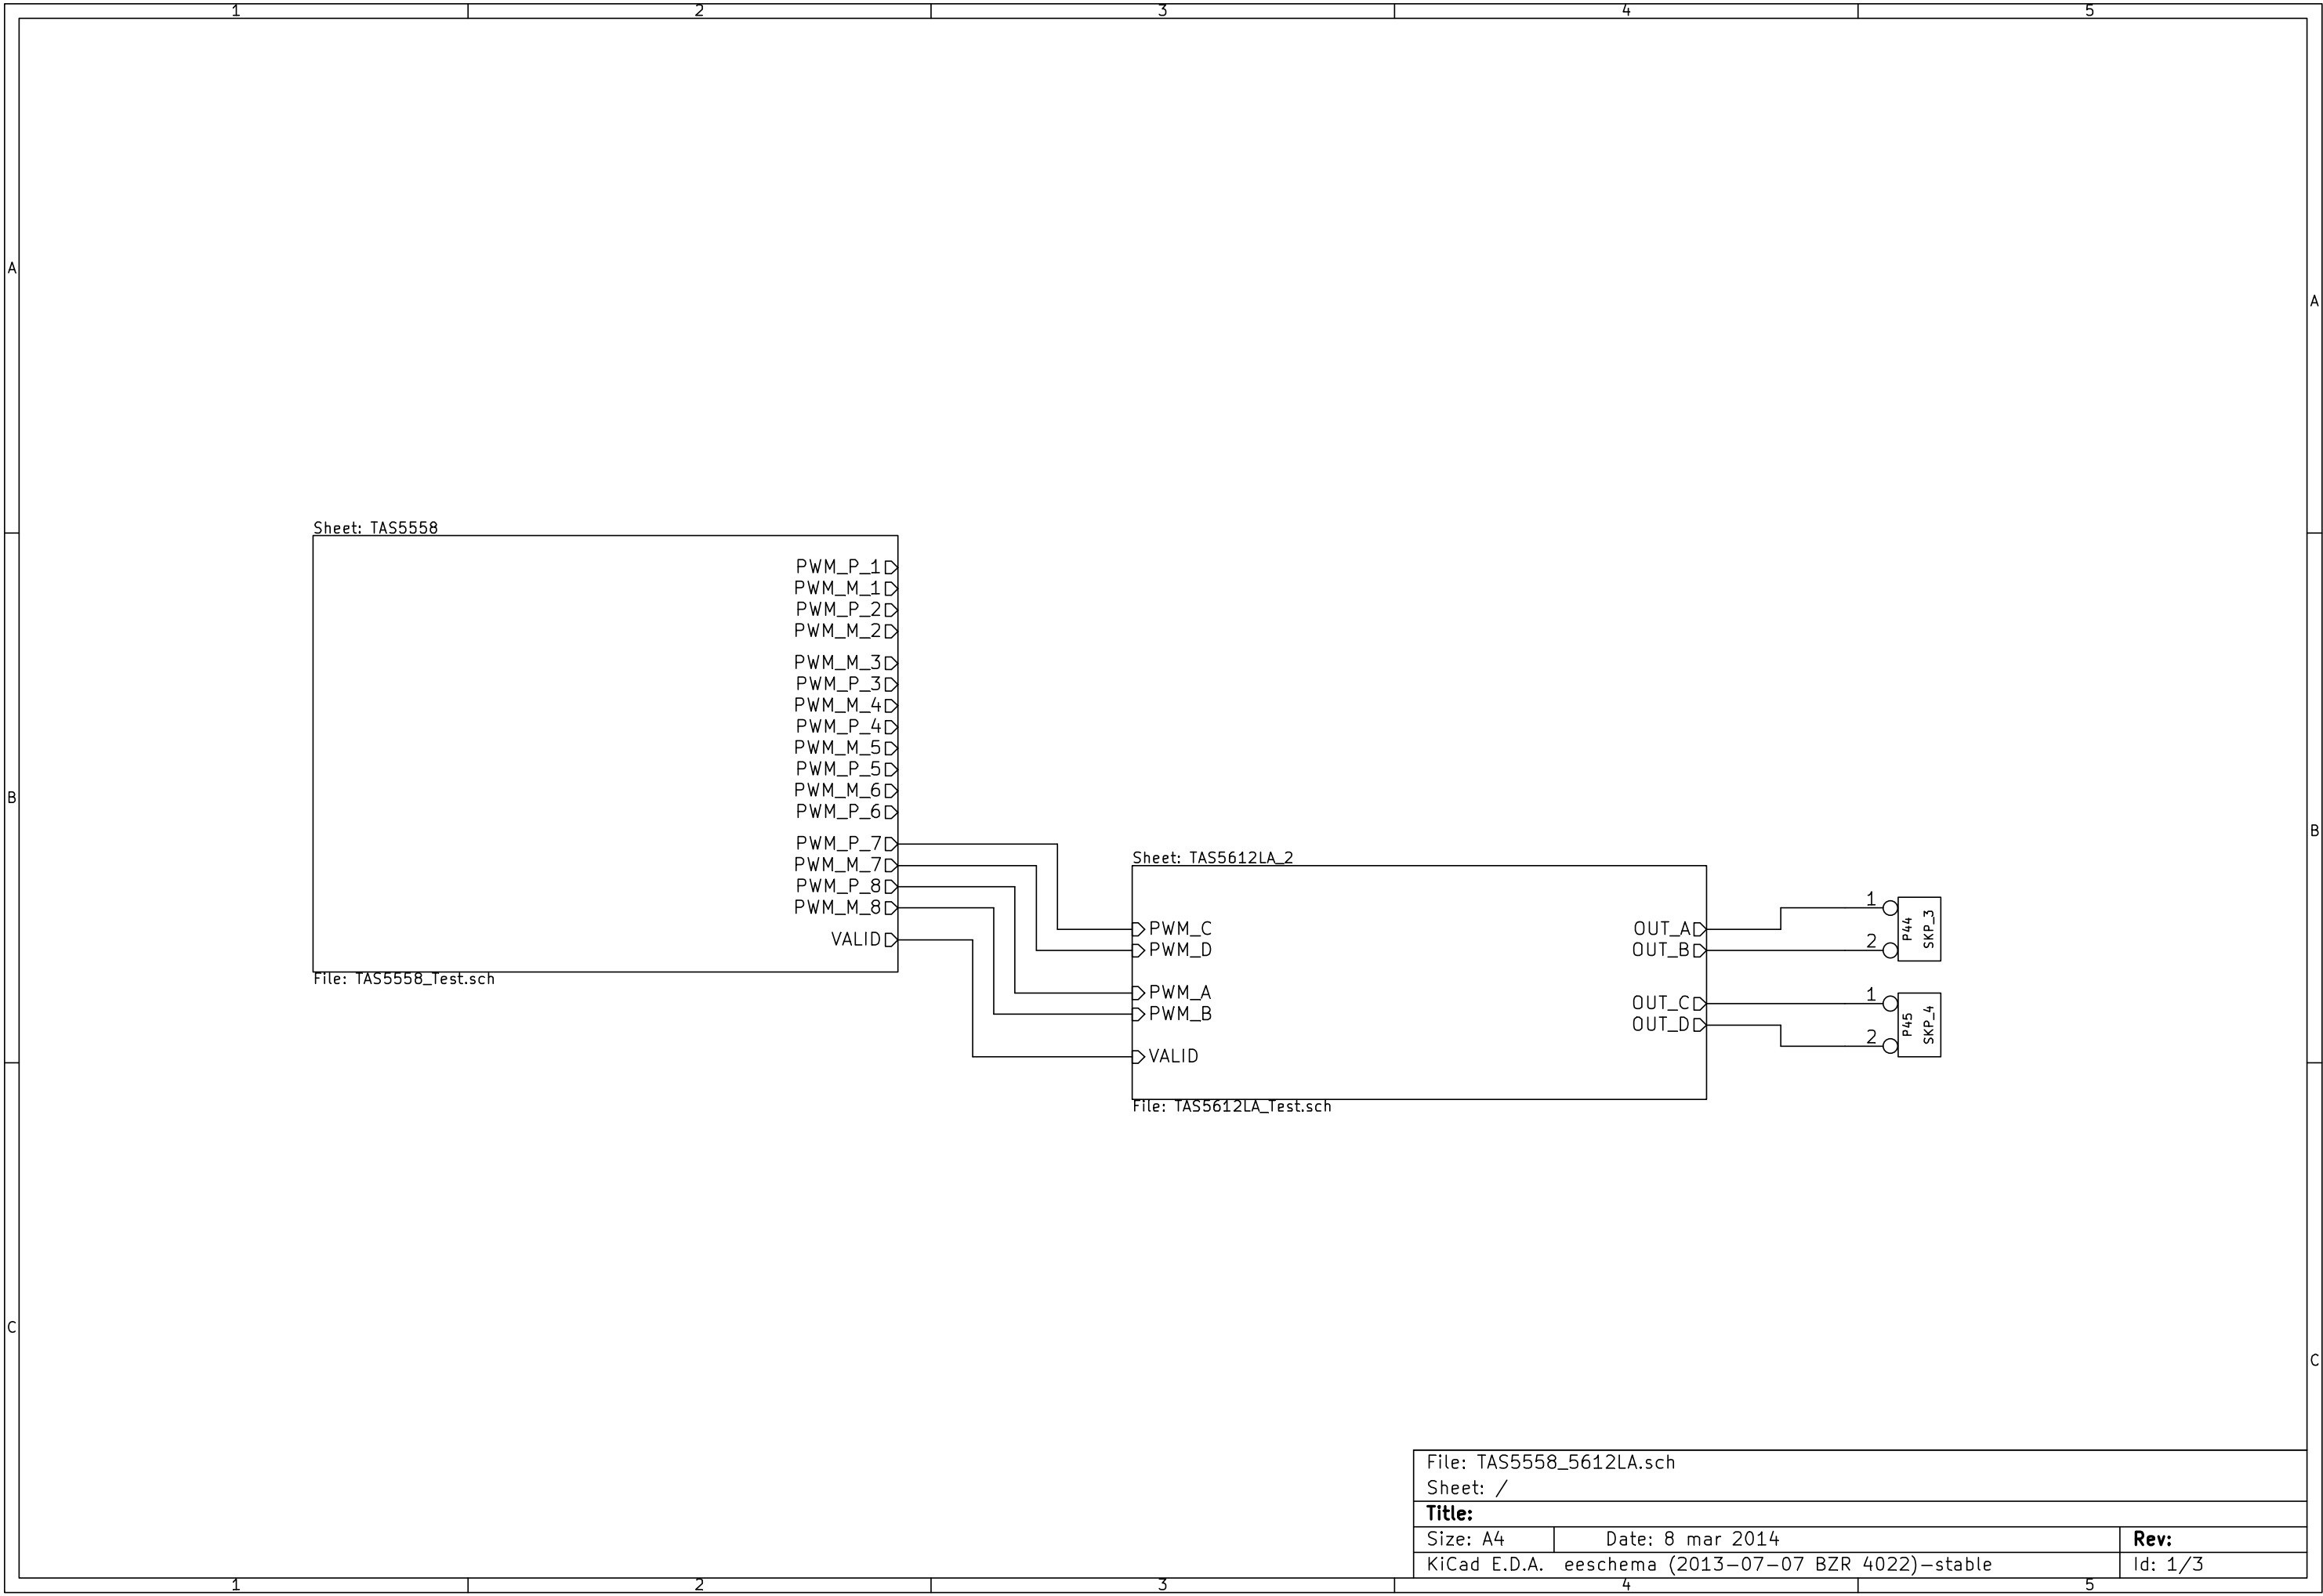 1 2 3 4 5
A
A
Sheet: TAS5558
PWM_P_1
PWM_M_1
PWM_P_2
PWM_M_2
PWM_M_3
PWM_P_3
PWM_M_4
PWM_P_4
PWM_M_5
PWM_P_5
PWM_M_6
PWM_P_6
PWM_P_7
PWM_M_7
PWM_P_8
PWM_M_8
VALID
File: TAS5558_Test.sch
B
B
Sheet: TAS5612LA_2
PWM_C
PWM_D
PWM_A
PWM_B
VALID
OUT_A
OUT_B
OUT_C
OUT_D
File: TAS5612LA_Test.sch
1
2
P44
SKP_3
1
2
P45
SKP_4
C
C
File: TAS5558_5612LA.sch
Sheet: /
Title:
Size: A4 Date: 8 mar 2014 Rev:
KiCad E.D.A. eeschema (2013-07-07 BZR 4022)-stable Id: 1/3
1 2 3 4 5